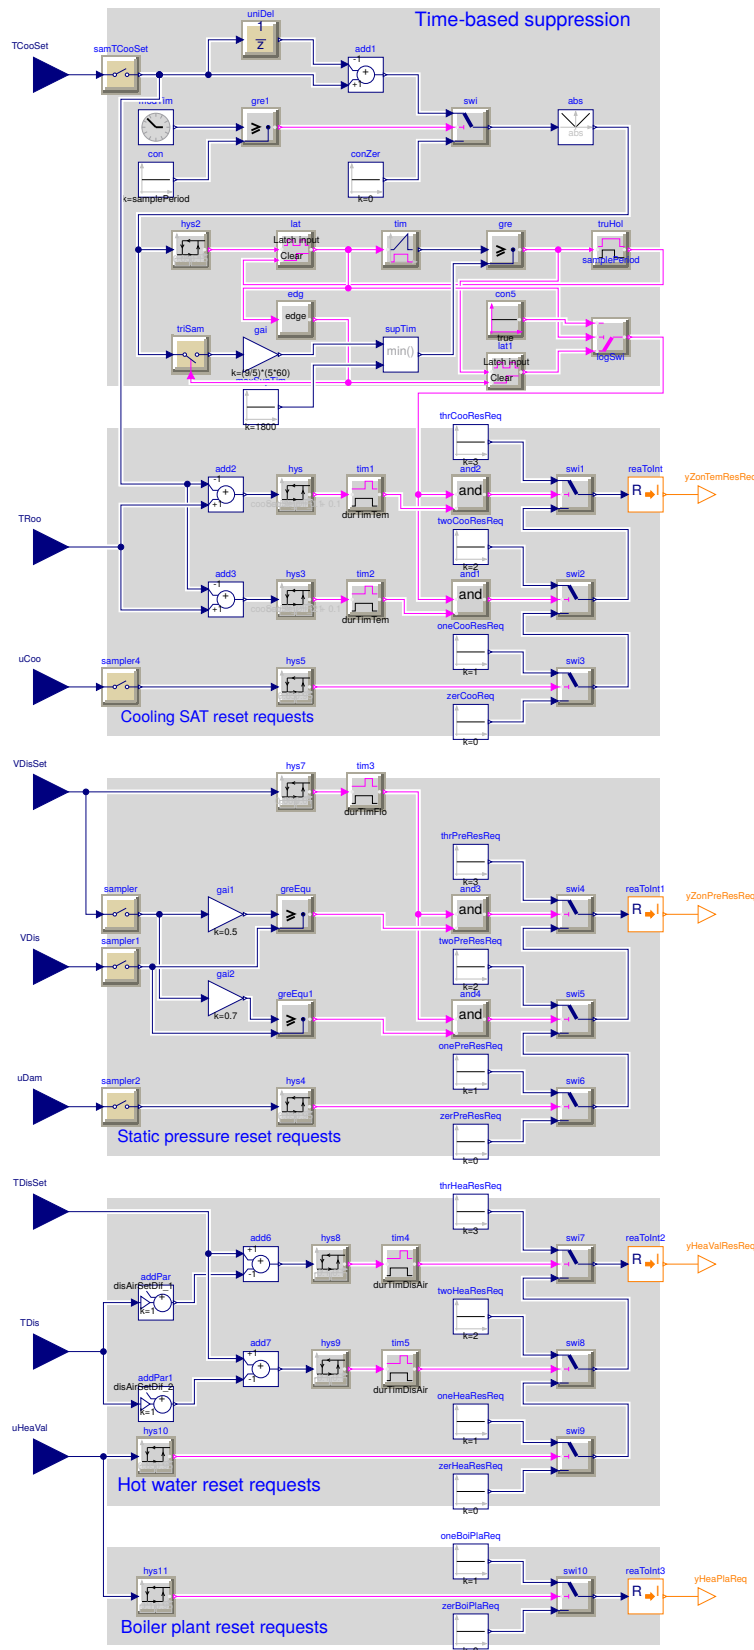 uniDel
Time-based suppression
TCooSet
samTCooSet
1
z
add1
-1
+
+1
con
gre1
swi
abs
abs
conZer
k=samplePeriod
k=0
hys2
lat
tim
gre
truHol
Latch input
Clear
samplePeriod
edg
edge
con5
true
triSam
gai
supTim
min()
lat1
Latch input
Clear
logSwi
k=(9/5)*(5*60)
k=1800
thrCooResReq
k=3
add2
hys
tim1
and2
swi1
reaToInt
yZonTemResReq
-1
+
+1
and
R
I
durTimTem
TRoo
twoCooResReq
k=2
add3
hys3
tim2
and1
swi2
-1
+
+1
and
durTimTem
oneCooResReq
k=1
uCoo
sampler4
hys5
swi3
zerCooReq
k=0
Cooling SAT reset requests
VDisSet
hys7
tim3
durTimFlo
thrPreResReq
k=3
sampler
gai1
greEqu
and3
swi4
reaToInt1
yZonPreResReq
and
R
I
k=0.5
VDis
sampler1
twoPreResReq
k=2
gai2
greEqu1
and4
swi5
and
k=0.7
onePreResReq
k=1
uDam
sampler2
hys4
swi6
zerPreResReq
k=0
Static pressure reset requests
TDisSet
thrHeaResReq
k=3
add6
hys8
tim4
swi7
reaToInt2
yHeaValResReq
+1
+
-1
R
I
addPar
disAirSetDif_1
+
k=1
durTimDisAir
TDis
twoHeaResReq
k=2
add7
hys9
tim5
swi8
+1
+
-1
addPar1
disAirSetDif_2
+
k=1
durTimDisAir
oneHeaResReq
k=1
uHeaVal
hys10
swi9
zerHeaResReq
k=0
Hot water reset requests
oneBoiPlaReq
k=1
hys11
swi10
reaToInt3
yHeaPlaReq
R
I
zerBoiPlaReq
Boiler plant reset requests